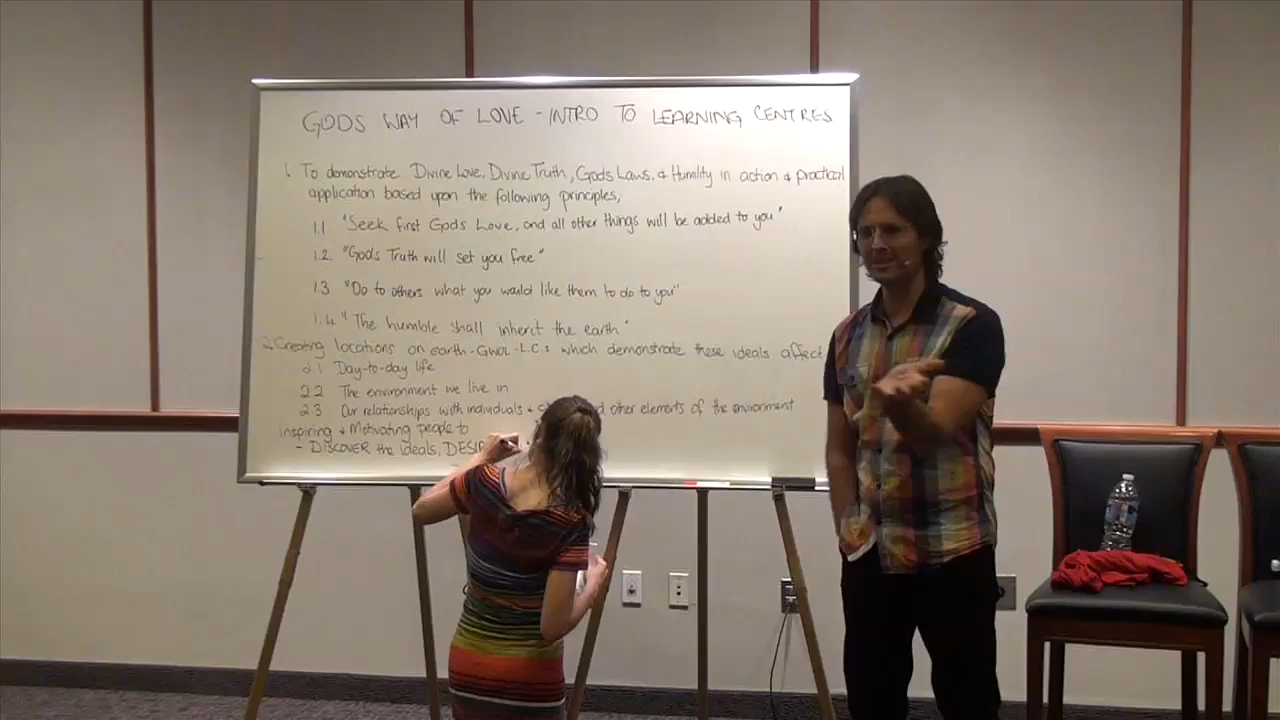 GODS WAY OF LOVE - INTRO TO LEARNING CENTRES
1. To demonstrate Divine Love, Divine Truth, Gods Laws, & Humility in action & practical
application based upon the following principles,
1.1 "Seek first Gods Love, and all other things will be added to you"
1.2. "Gods Truth will set you free"
1.3 "Do to others what you would like them to do to you"
1.4 "The humble shall inherit the earth"
2. Creating locations on earth - GWOL - L.C.s which demonstrate these ideals affect
2.1 Day-to-day life
2.2 The environment we live in
2.3 Our relationships with individuals + other elements of the environment
inspiring & Motivating people to
- DISCOVER the ideals, DESI